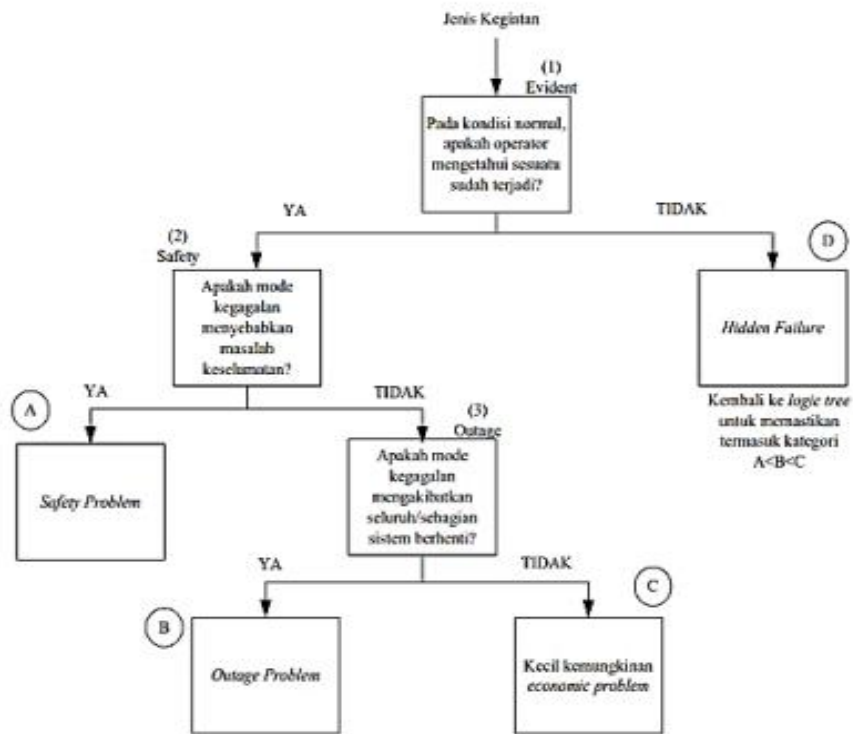 Jenis Kegiatan
(1)
Evident
Pada kondisi normal,
apakah operator
mengetahui sesuatu
sudah terjadi?
YA
TIDAK
(2)
Safety
D
Apakah mode
kegagalan
menyebabkan
masalah
keselamatan?
Hidden Failure
Kembali ke logic tree
untuk memastikan
termasuk kategori
A<B<C
YA
TIDAK
A
(3)
Outage
Safety Problem
Apakah mode
kegagalan
mengakibatkan
seluruh/sebagian
sistem berhenti?
YA
TIDAK
B
C
Outage Problem
Kecil kemungkinan
economic problem